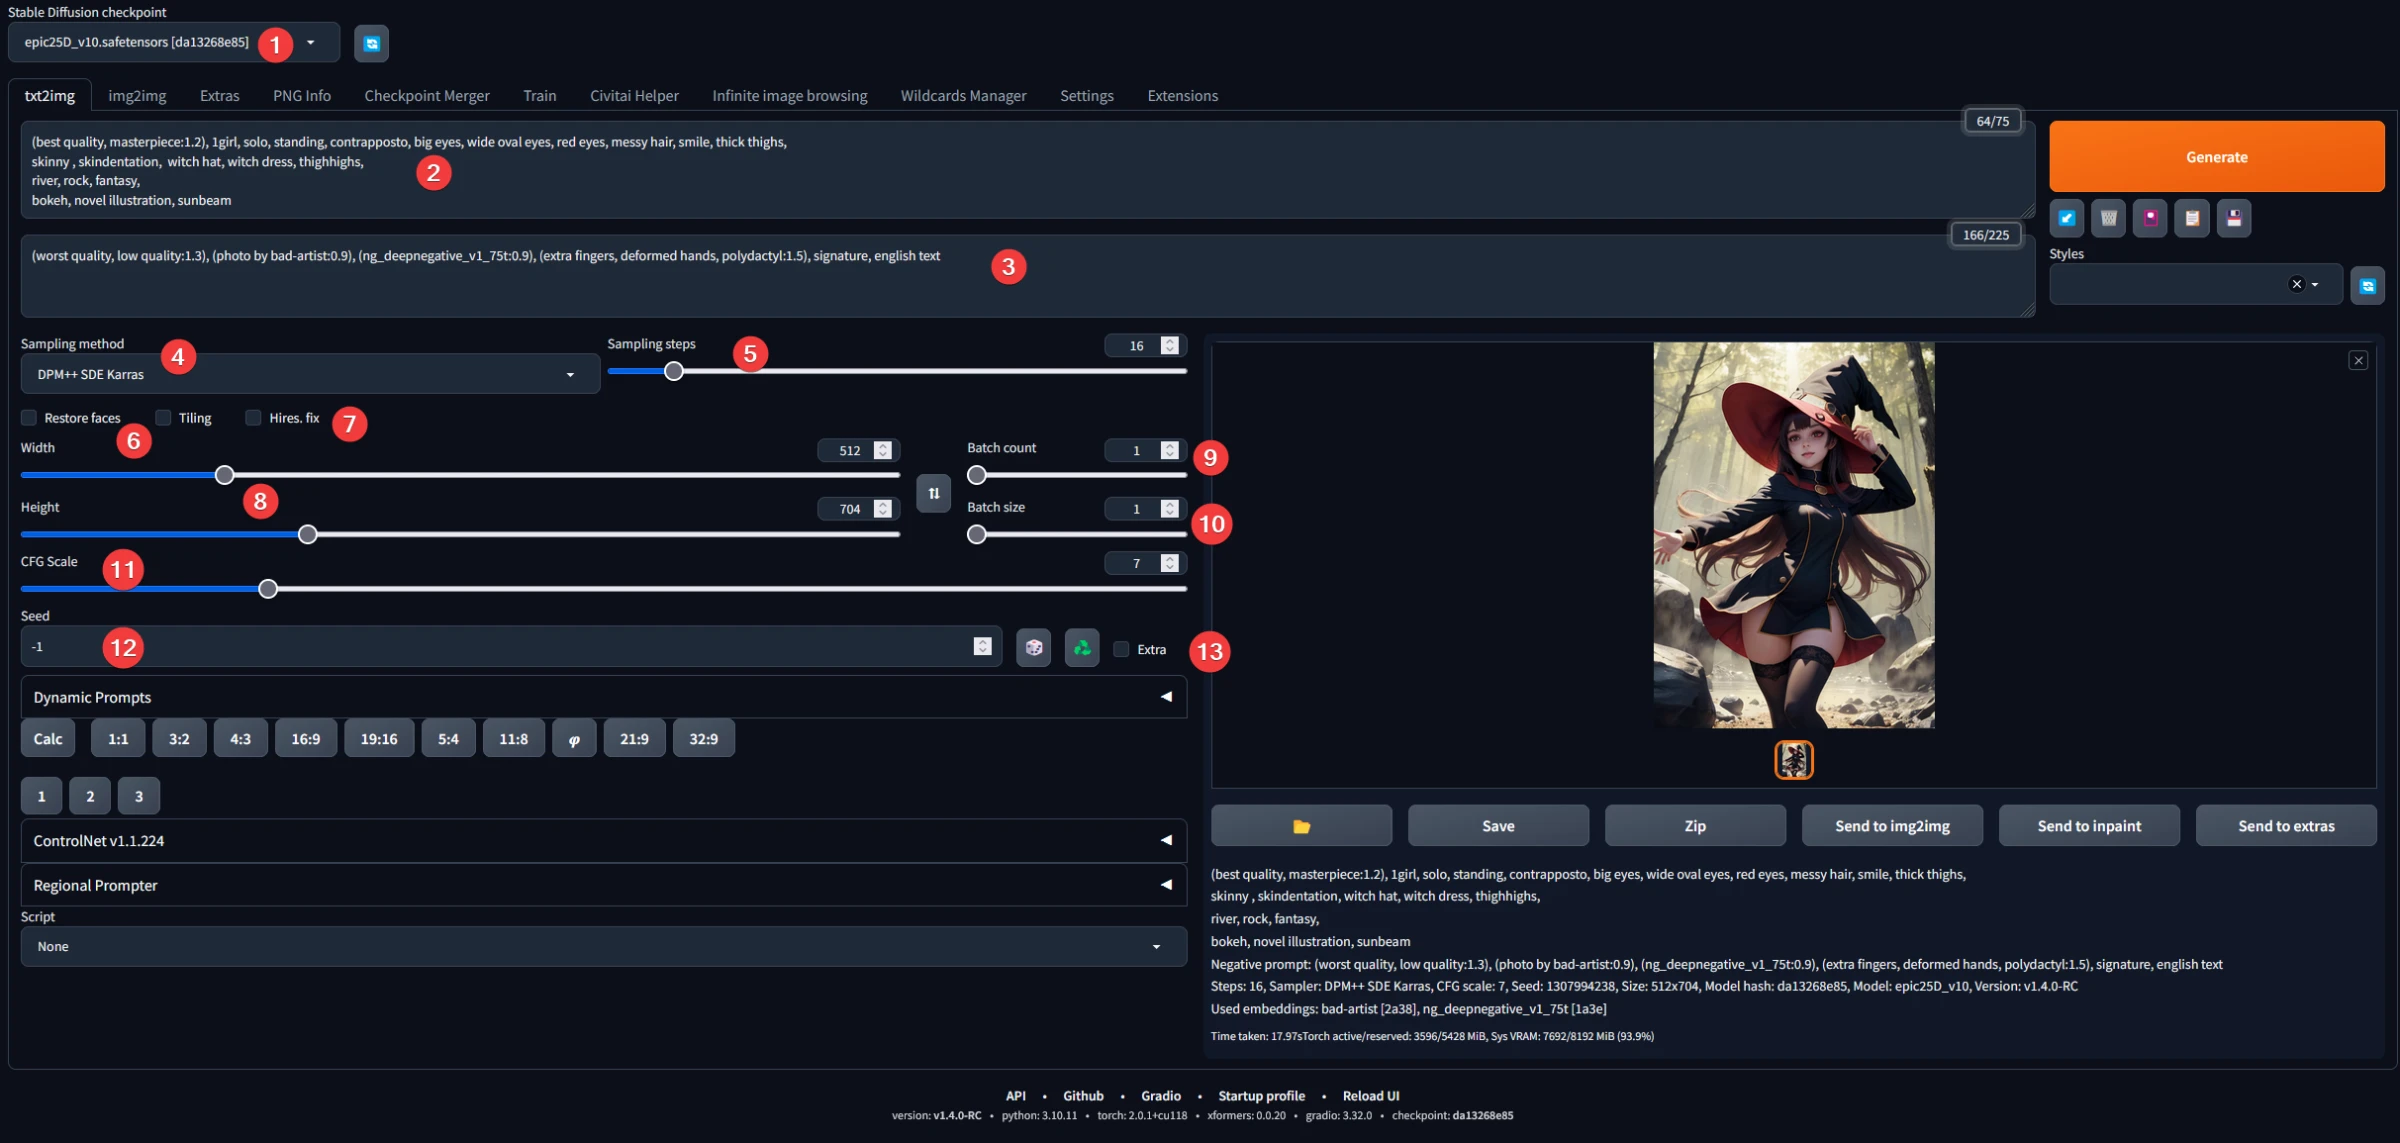 Stable Diffusion checkpoint
epic25D_v10.safetensors [da13268e85]
1
txt2img img2img Extras PNG Info Checkpoint Merger Train Civitai Helper Infinite image browsing Wildcards Manager Settings Extensions
64/75
(best quality, masterpiece:1.2), 1girl, solo, standing, contrapposto, big eyes, wide oval eyes, red eyes, messy hair, smile, thick thighs,
skinny , skindentation, witch hat, witch dress, thighhighs,
river, rock, fantasy,
bokeh, novel illustration, sunbeam
2
Generate
166/225
(worst quality, low quality:1.3), (photo by bad-artist:0.9), (ng_deepnegative_v1_75t:0.9), (extra fingers, deformed hands, polydactyl:1.5), signature, english text
3
Styles
Sampling method
4
DPM++ SDE Karras
Sampling steps
5
16
Restore faces Tiling Hires. fix
6
7
Width
512
8
Height
704
Batch count
1
9
Batch size
1
10
CFG Scale
11
7
Seed
-1
12
Extra
13
Dynamic Prompts
Calc 1:1 3:2 4:3 16:9 19:16 5:4 11:8 φ 21:9 32:9
1 2 3
ControlNet v1.1.224
Regional Prompter
Script
None
Save Zip Send to img2img Send to inpaint Send to extras
(best quality, masterpiece:1.2), 1girl, solo, standing, contrapposto, big eyes, wide oval eyes, red eyes, messy hair, smile, thick thighs,
skinny , skindentation, witch hat, witch dress, thighhighs,
river, rock, fantasy,
bokeh, novel illustration, sunbeam
Negative prompt: (worst quality, low quality:1.3), (photo by bad-artist:0.9), (ng_deepnegative_v1_75t:0.9), (extra fingers, deformed hands, polydactyl:1.5), signature, english text
Steps: 16, Sampler: DPM++ SDE Karras, CFG scale: 7, Seed: 1307994238, Size: 512x704, Model hash: da13268e85, Model: epic25D_v10, Version: v1.4.0-RC
Used embeddings: bad-artist [2a38], ng_deepnegative_v1_75t [1a3e]
Time taken: 17.97sTorch active/reserved: 3596/5428 MiB, Sys VRAM: 7692/8192 MiB (93.9%)
API • Github • Gradio • Startup profile • Reload UI
version: v1.4.0-RC • python: 3.10.11 • torch: 2.0.1+cu118 • xformers: 0.0.20 • gradio: 3.32.0 • checkpoint: da13268e85